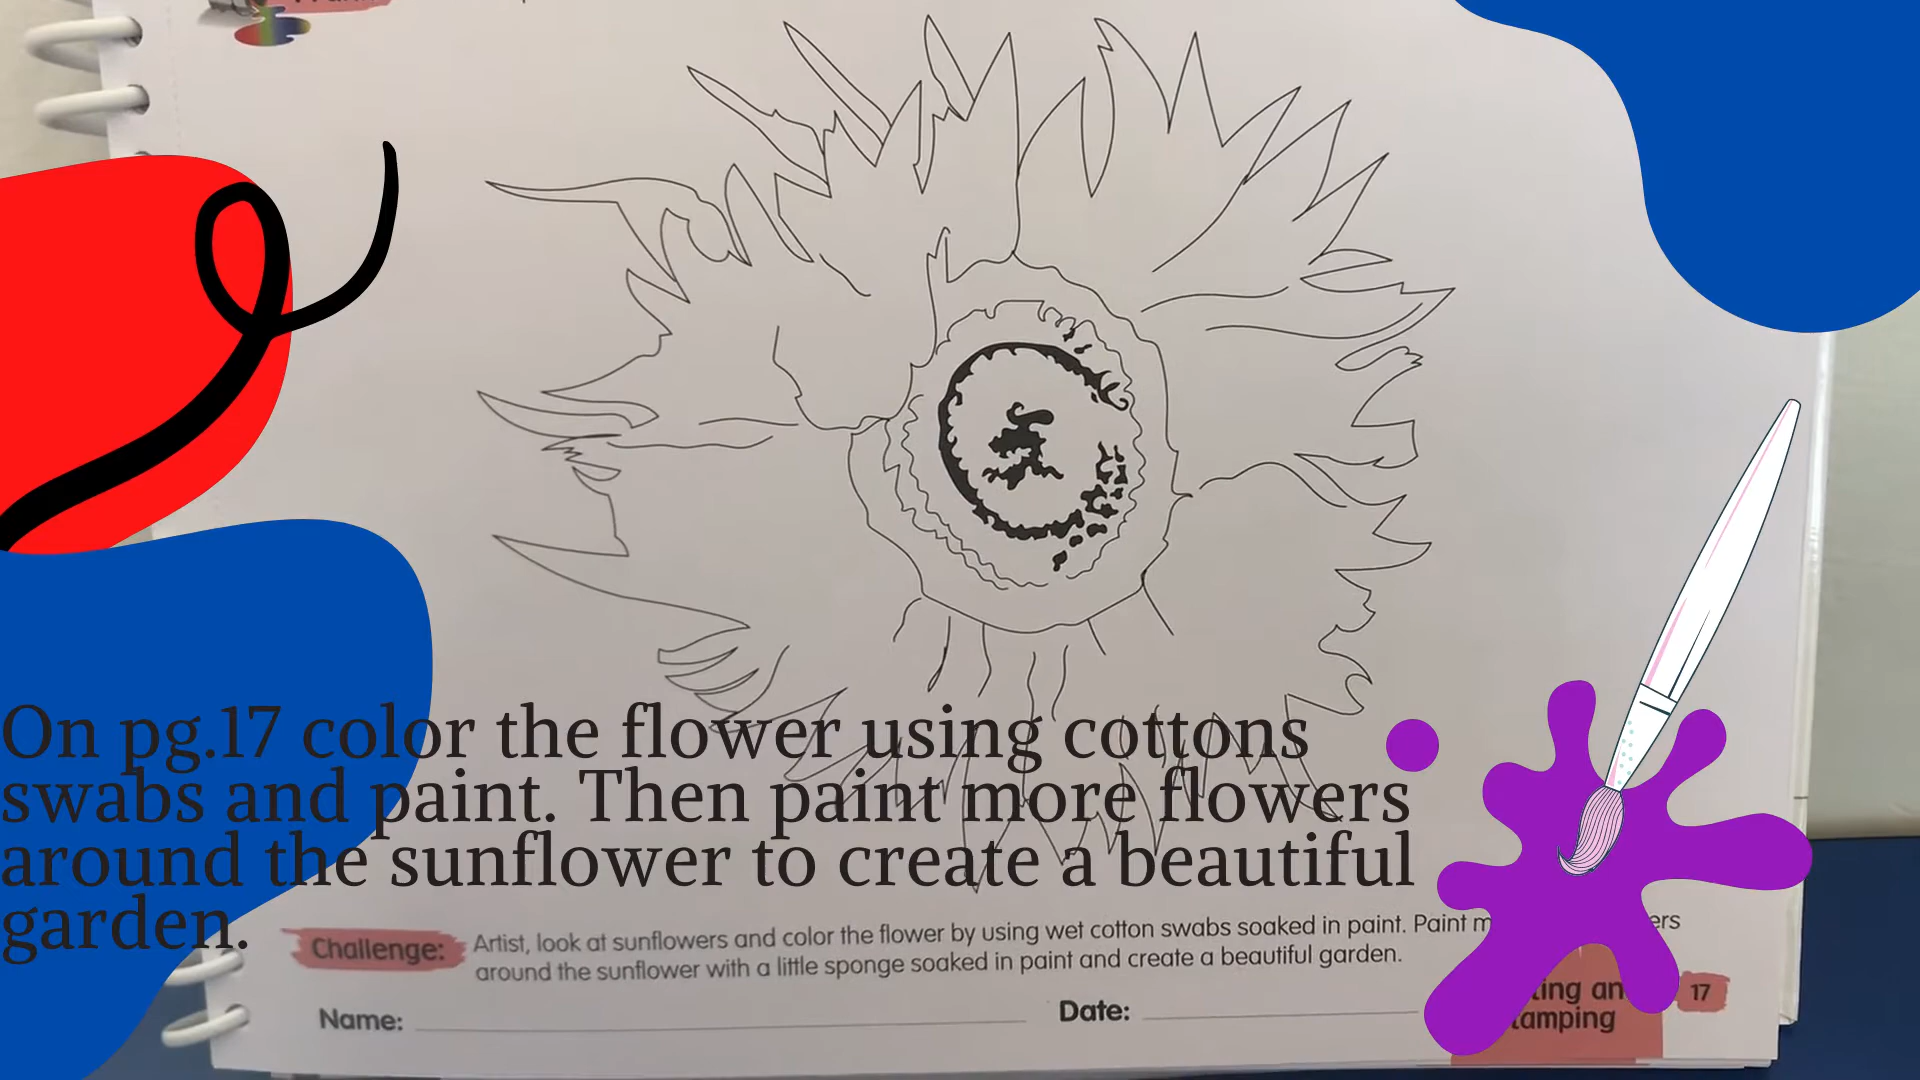 On pg.17 color the flower using cottons
swabs and paint. Then paint more flowers
around the sunflower to create a beautiful
garden.
Challenge: Artist, look at sunflowers and color the flower by using wet cotton swabs soaked in paint. Paint
around the sunflower with a little sponge soaked in paint and create a beautiful garden.
Name:
Date:
17